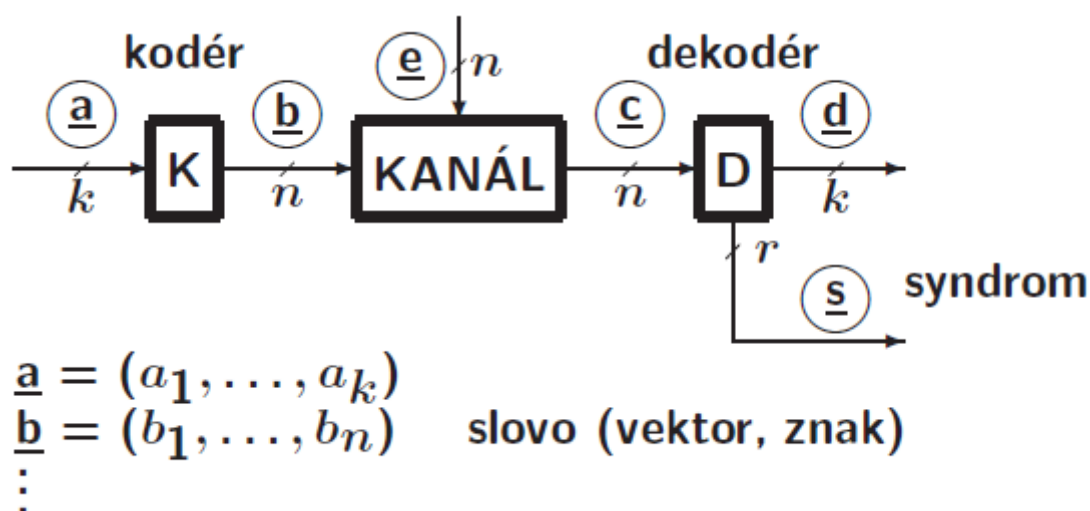 kodér e n dekodér
a b c d
K KANÁL D
k n n k
r
s syndrom
a = (a1, . . . , ak)
b = (b1, . . . , bn) slovo (vektor, znak)
⋮